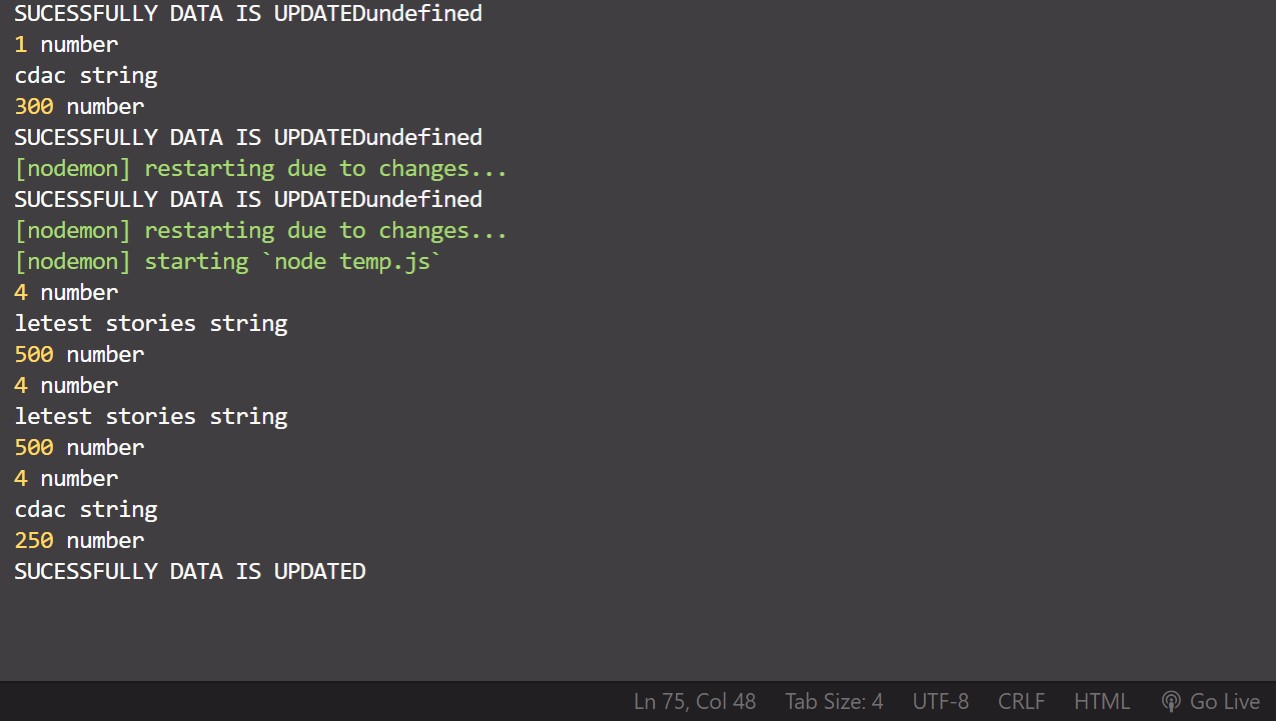 SUCESSFULLY DATA IS UPDATEDundefined
1 number
cdac string
300 number
SUCESSFULLY DATA IS UPDATEDundefined
[nodemon] restarting due to changes...
SUCESSFULLY DATA IS UPDATEDundefined
[nodemon] restarting due to changes...
[nodemon] starting `node temp.js`
4 number
letest stories string
500 number
4 number
letest stories string
500 number
4 number
cdac string
250 number
SUCESSFULLY DATA IS UPDATED
Ln 75, Col 48 Tab Size: 4 UTF-8 CRLF HTML Go Live